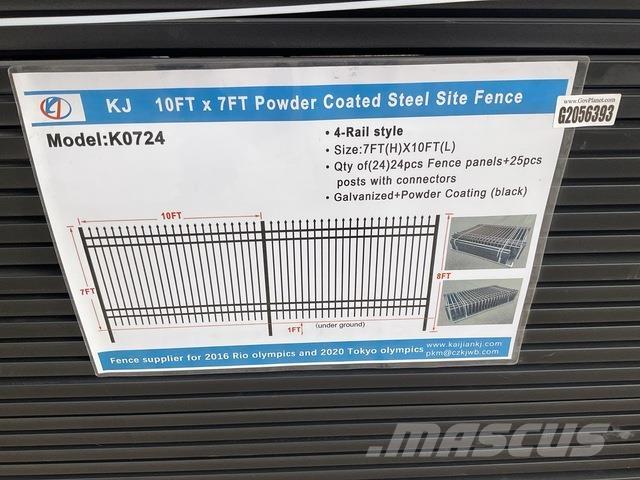 KJ 10FT x 7FT Powder Coated Steel Site Fence
www.GovPlanet.com
G2056393
Model:K0724
• 4-Rail style
• Size:7FT(H)X10FT(L)
• Qty of(24)24pcs Fence panels+25pcs
posts with connectors
• Galvanized+Powder Coating (black)
10FT
7FT
8FT
1FT
(under ground)
Fence supplier for 2016 Rio olympics and 2020 Tokyo olympics
www.kaijiankj.com
pkm@czkjwb.com
MASCUS